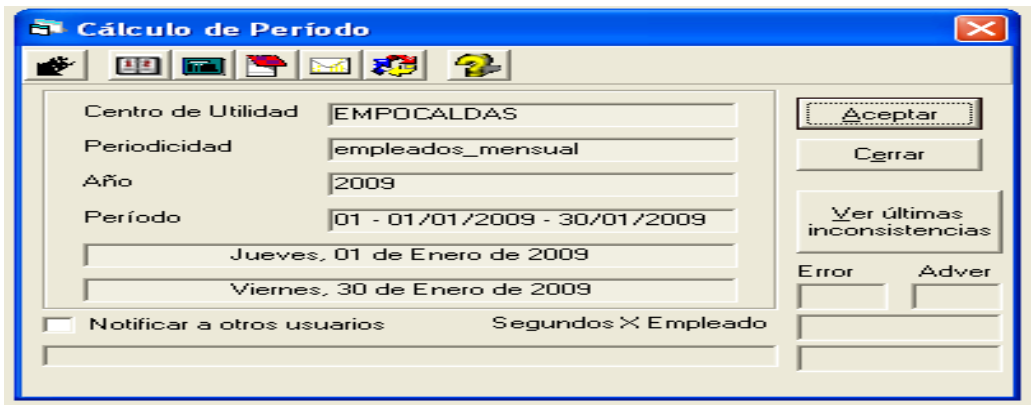 Cálculo de Período
Centro de Utilidad EMPOCALDAS
Periodicidad empleados_mensual
Año 2009
Período 01 - 01/01/2009 - 30/01/2009
Jueves, 01 de Enero de 2009
Viernes, 30 de Enero de 2009
Notificar a otros usuarios Segundos X Empleado
Aceptar
Cerrar
Ver últimas
inconsistencias
Error Adver